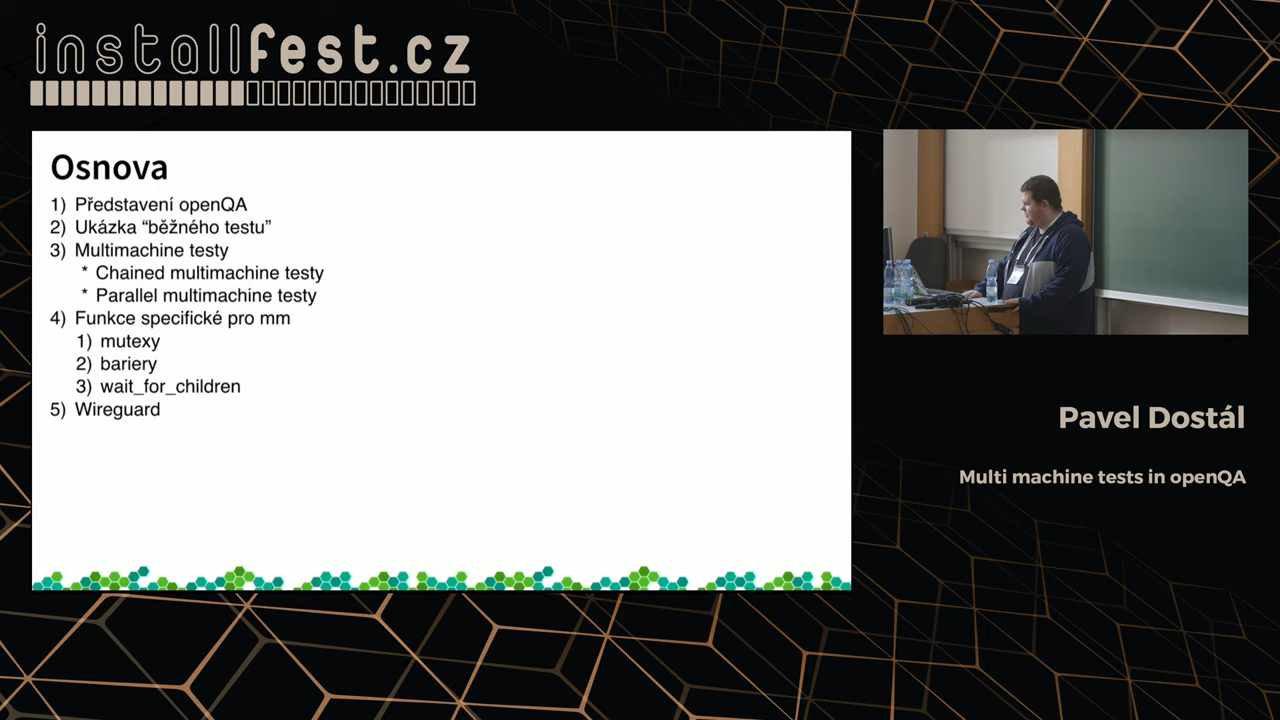 installfest.cz
Osnova
1) Představení openQA
2) Ukázka “běžného testu”
3) Multimachine testy
* Chained multimachine testy
* Parallel multimachine testy
4) Funkce specifické pro mm
1) mutexy
2) bariery
3) wait_for_children
5) Wireguard
Pavel Dostál
Multi machine tests in openQA